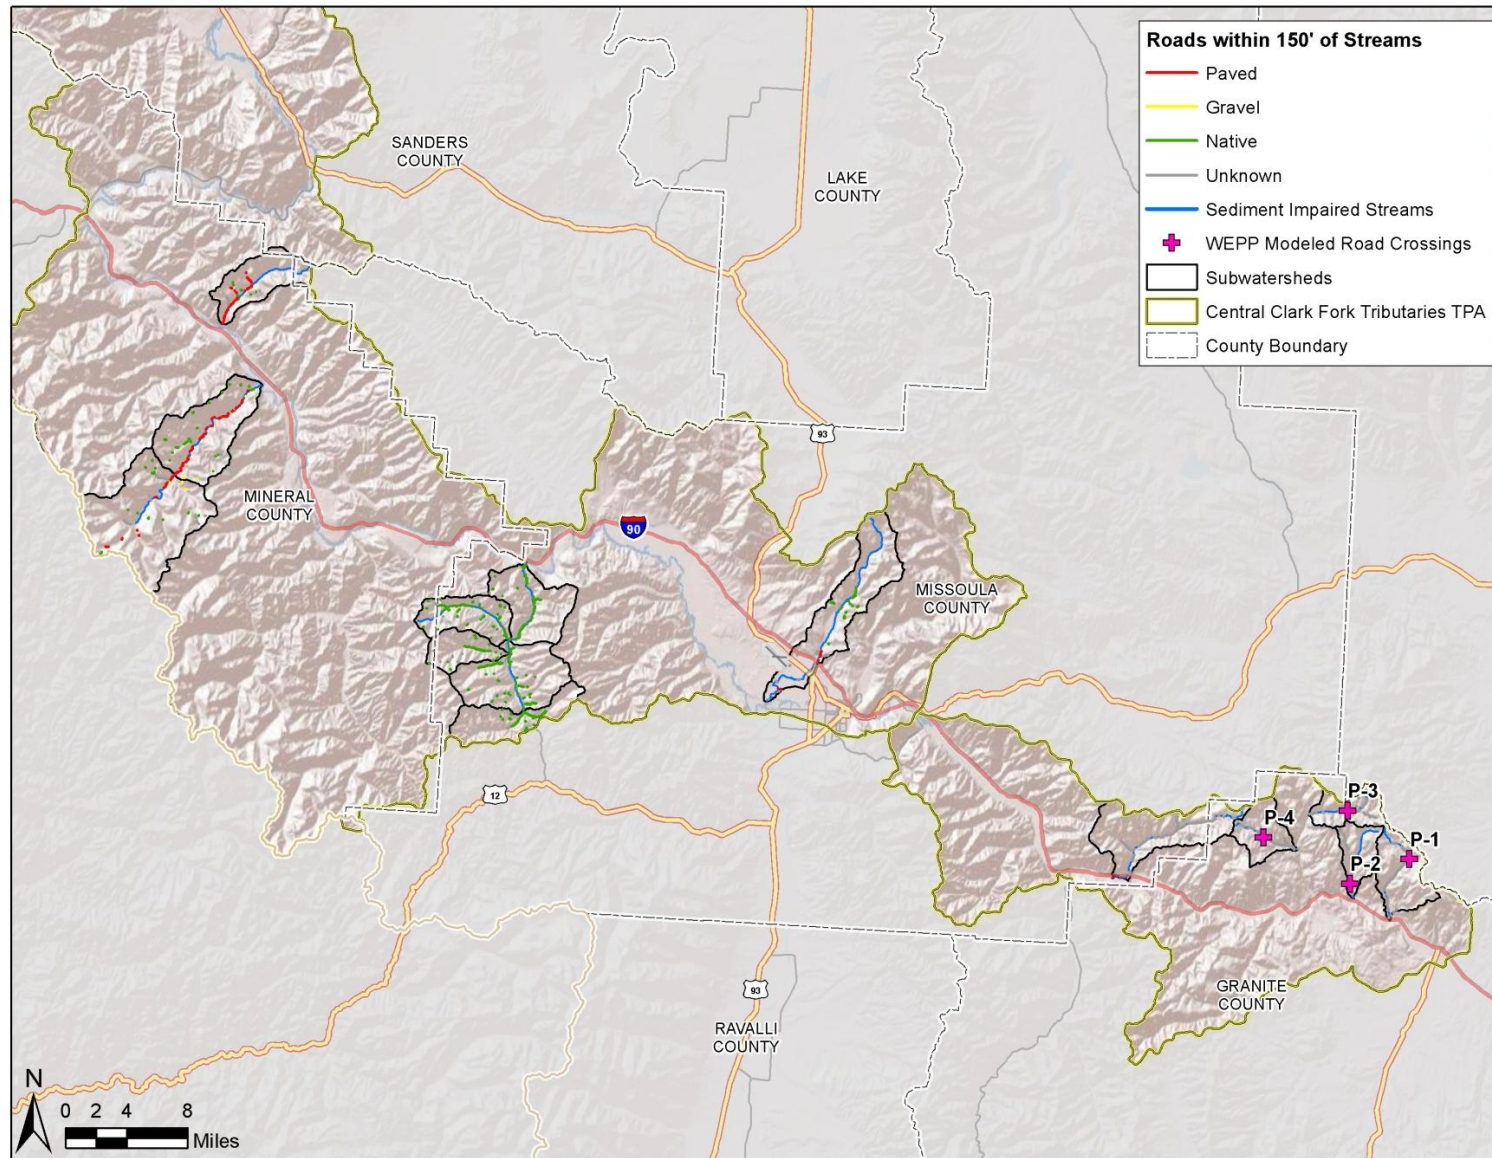 Roads within 150' of Streams
Paved
Gravel
Native
Unknown
Sediment Impaired Streams
WEPP Modeled Road Crossings
Subwatersheds
Central Clark Fork Tributaries TPA
County Boundary
SANDERS
COUNTY
LAKE
COUNTY
93
MINERAL
COUNTY
90
MISSOULA
COUNTY
12
P-3
P-4
P-1
P-2
93
GRANITE
COUNTY
RAVALLI
COUNTY
N
0 2 4 8
Miles